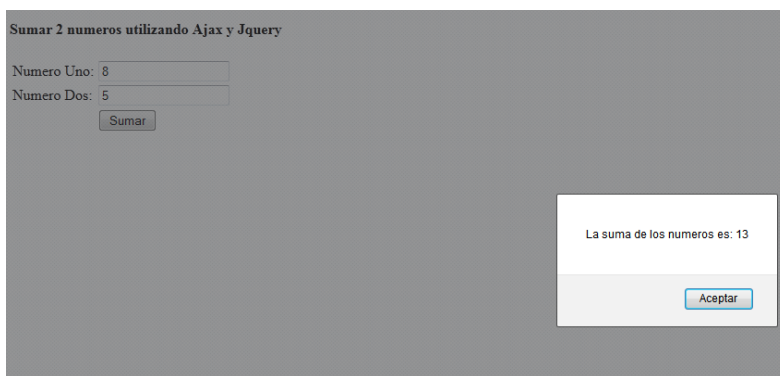 Sumar 2 numeros utilizando Ajax y Jquery
Numero Uno: 8
Numero Dos: 5
Sumar
La suma de los numeros es: 13
Aceptar